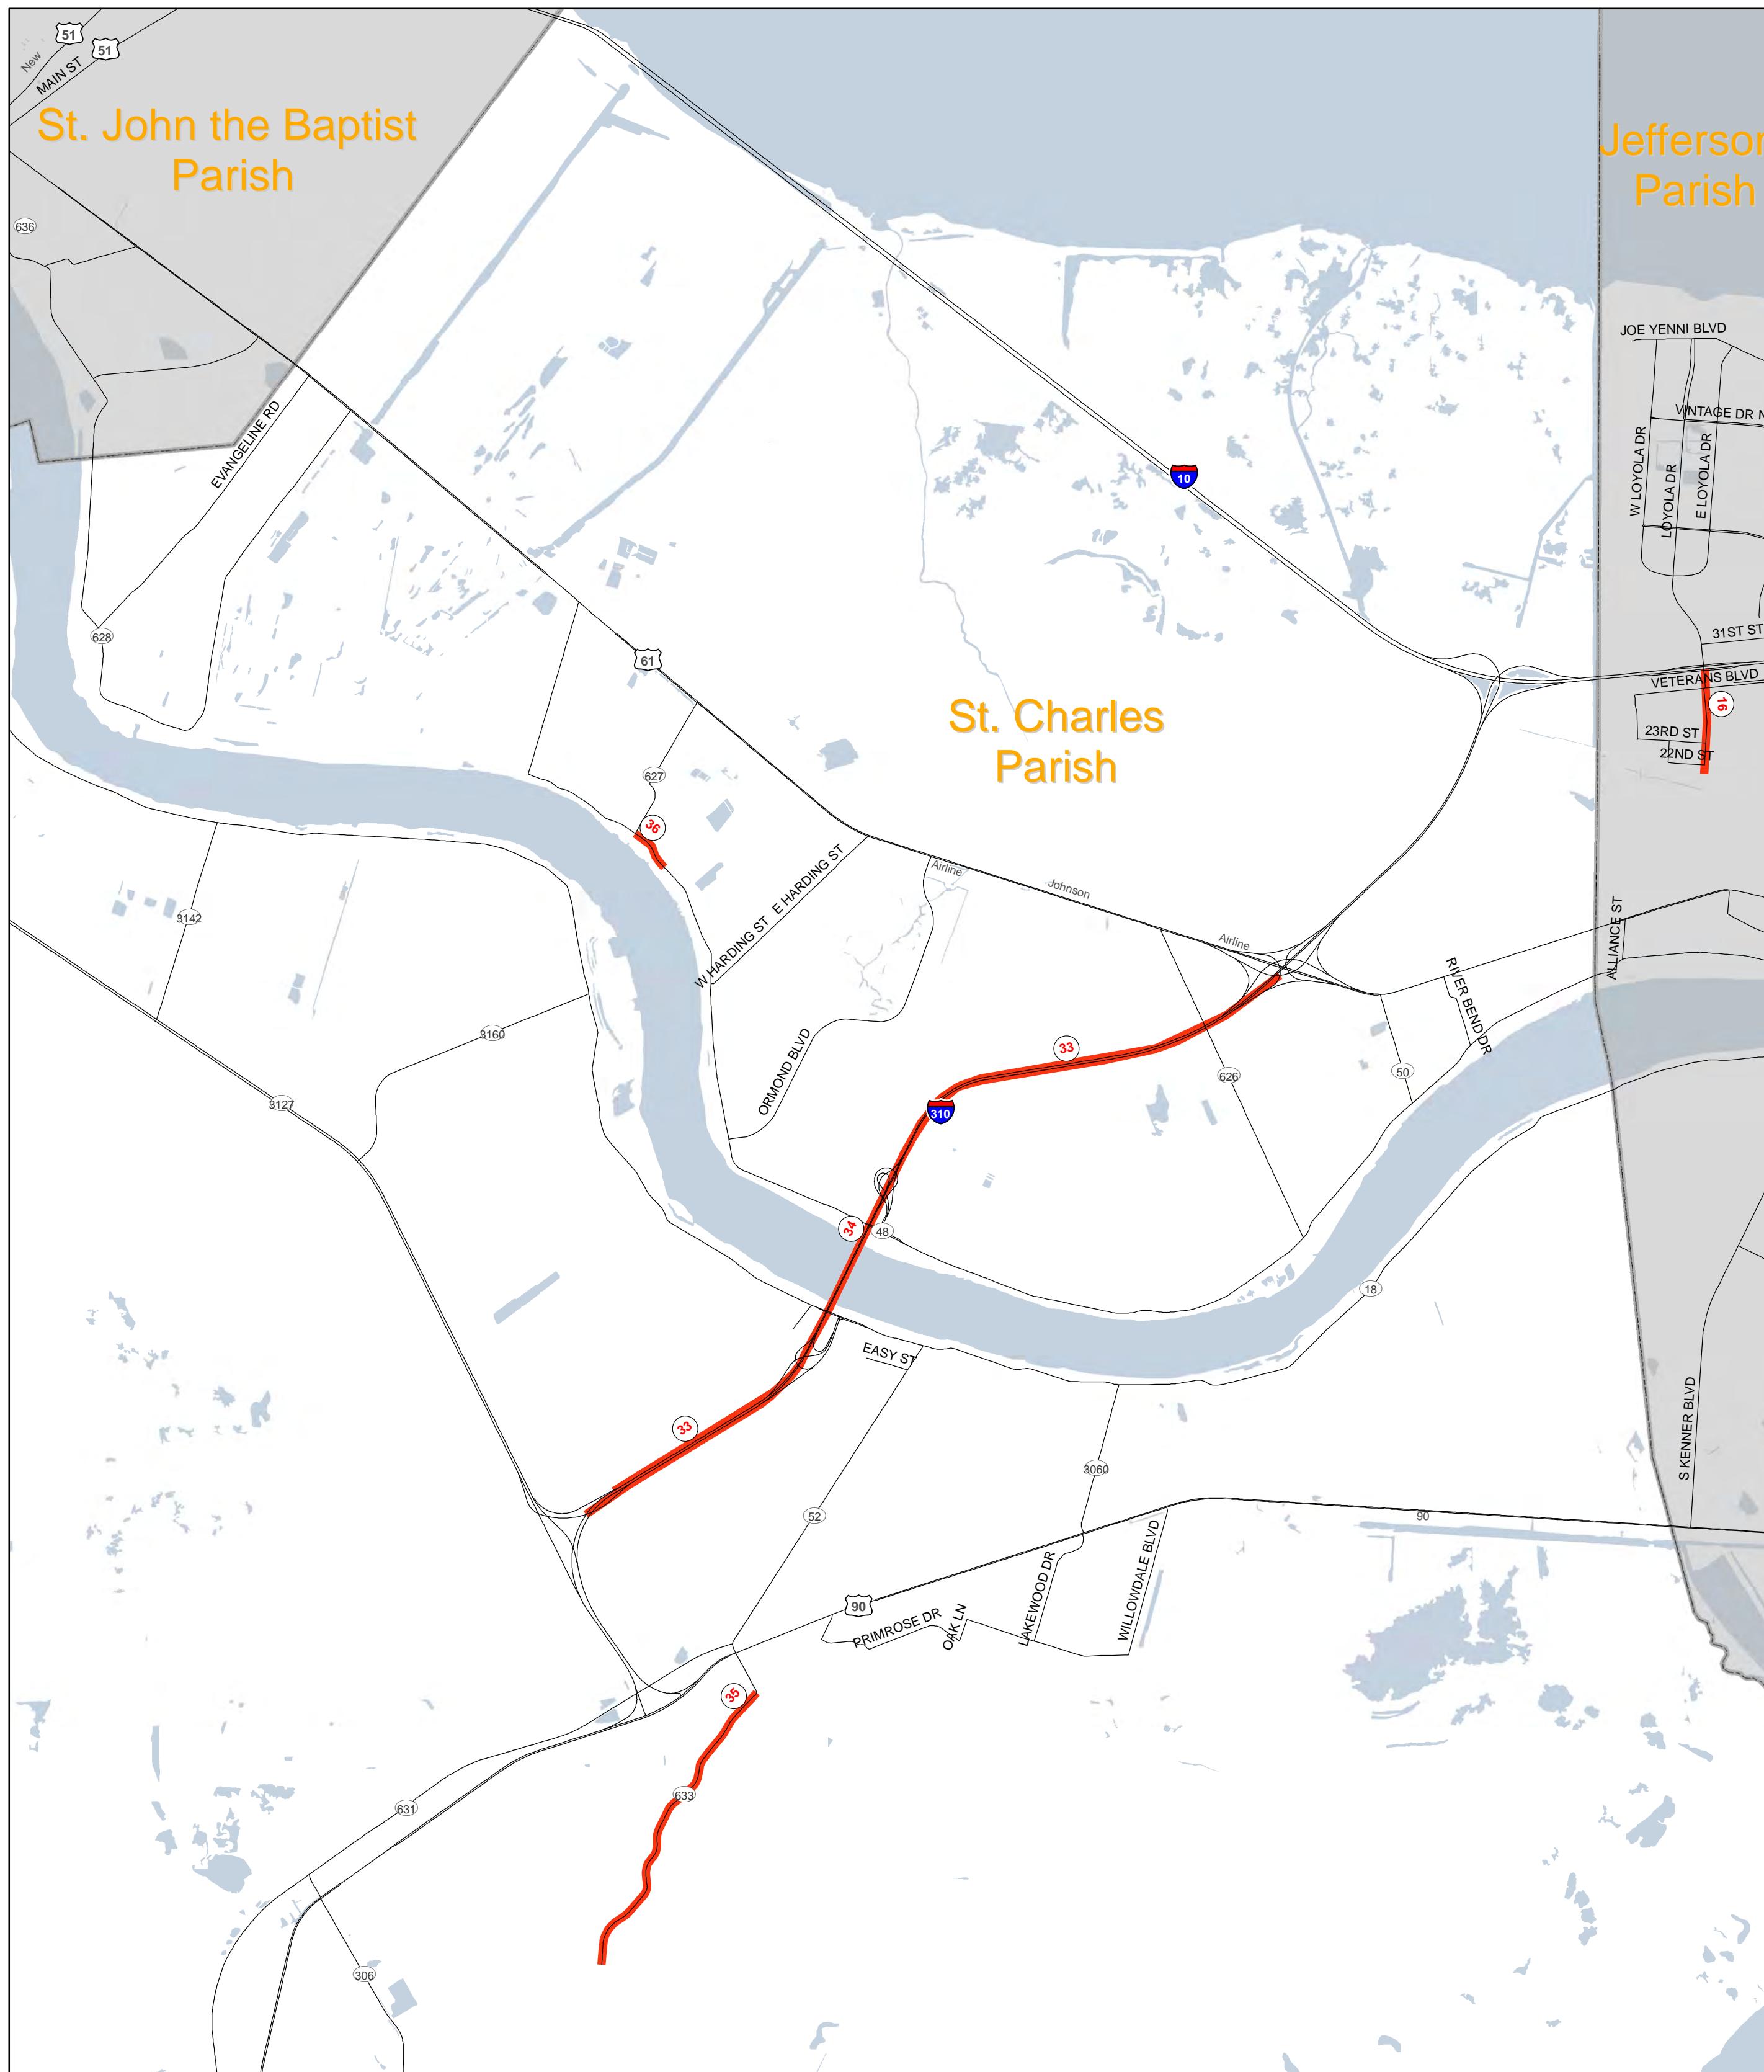 51
51
New
MAIN ST
St. John the Baptist
Parish
Jefferson
Parish
636
JOE YENNI BLVD
VINTAGE DR N
W LOYOLA DR
LOYOLA DR
E LOYOLA DR
EVANGELINE RD
10
628
31ST ST
61
VETERANS BLVD
16
St. Charles
Parish
23RD ST
22ND ST
627
36
E HARDING ST
W HARDING ST
Airline
Johnson
3142
Airline
ALLIANCE ST
RIVER BEND DR
3160
ORMOND BLVD
33
626
50
3127
310
34
48
18
EASY ST
33
S KENNER BLVD
3060
52
90
WILLOWDALE BLVD
LAKEWOOD DR
90
PRIMROSE DR
OAK LN
35
633
631
306